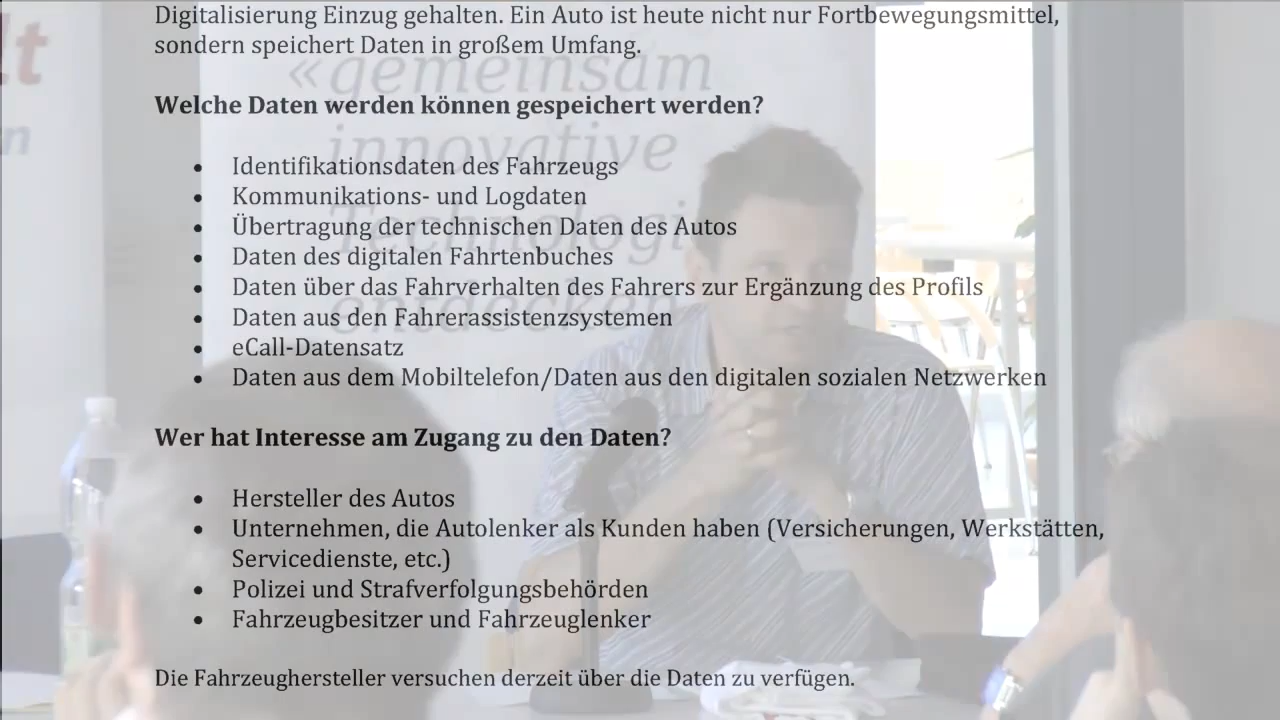 Digitalisierung Einzug gehalten. Ein Auto ist heute nicht nur Fortbewegungsmittel,
sondern speichert Daten in großem Umfang.
«gemeinsam
Welche Daten werden können gespeichert werden?
innovative
• Identifikationsdaten des Fahrzeugs
• Kommunikations- und Logdaten
• Übertragung der technischen Daten des Autos
Technologi
• Daten des digitalen Fahrtenbuches
• Daten über das Fahrverhalten des Fahrers zur Ergänzung des Profils
entdecken
• Daten aus den Fahrerassistenzsystemen
• eCall-Datensatz
• Daten aus dem Mobiltelefon/Daten aus den digitalen sozialen Netzwerken
Wer hat Interesse am Zugang zu den Daten?
• Hersteller des Autos
• Unternehmen, die Autolenker als Kunden haben (Versicherungen, Werkstätten,
Servicedienste, etc.)
• Polizei und Strafverfolgungsbehörden
• Fahrzeugbesitzer und Fahrzeuglenker
Die Fahrzeughersteller versuchen derzeit über die Daten zu verfügen.